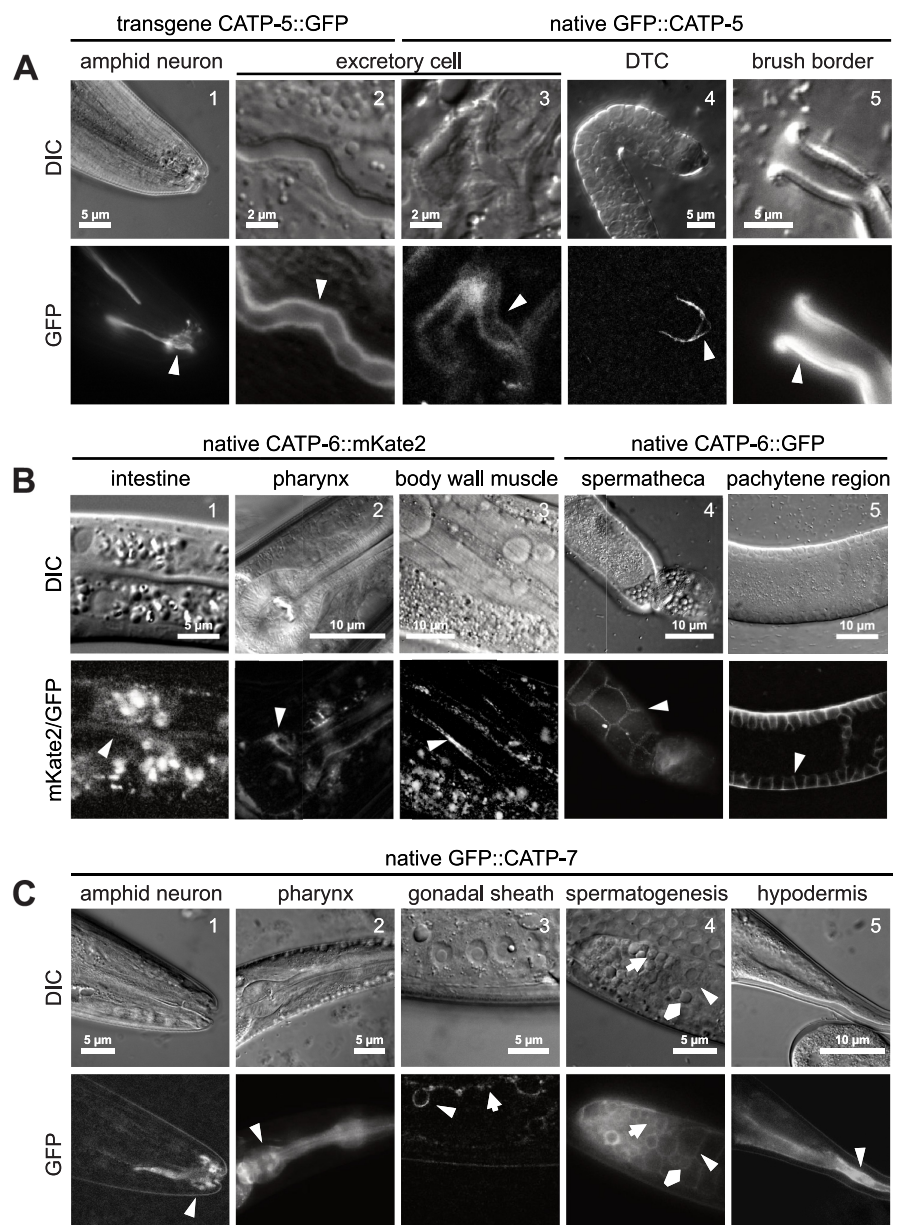 transgene CATP-5::GFP native GFP::CATP-5
A amphid neuron excretory cell DTC brush border
DIC 1 2 3 4 5
5 µm 2 µm 2 µm 5 µm 5 µm
GFP
native CATP-6::mKate2 native CATP-6::GFP
B intestine pharynx body wall muscle spermatheca pachytene region
DIC 1 2 3 4 5
5 µm 10 µm 10 µm 10 µm 10 µm
mKate2/GFP
native GFP::CATP-7
C amphid neuron pharynx gonadal sheath spermatogenesis hypodermis
DIC 1 2 3 4 5
5 µm 5 µm 5 µm 5 µm 10 µm
GFP